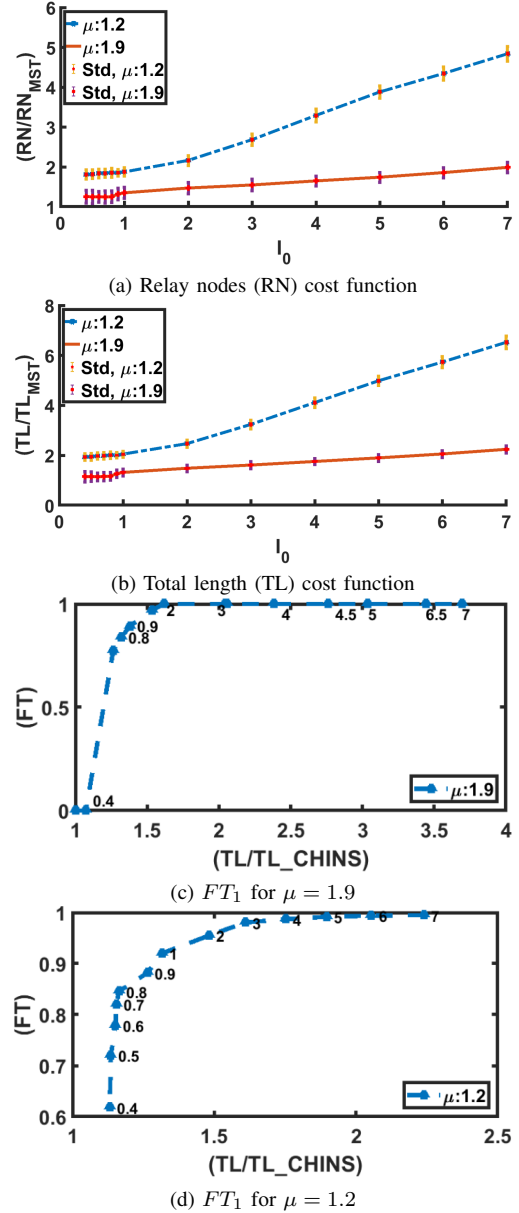 6
5
4
3
2
1
(RN/RN_MST)
μ:1.2
μ:1.9
Std, μ:1.2
Std, μ:1.9
0 1 2 3 4 5 6 7
I_0
(a) Relay nodes (RN) cost function
8
6
4
2
0
(TL/TL_MST)
μ:1.2
μ:1.9
Std, μ:1.2
Std, μ:1.9
0 1 2 3 4 5 6 7
I_0
(b) Total length (TL) cost function
1
0.5
0
(FT)
0.4
0.8
0.9
2 3 4 4.5 5 6.5 7
μ:1.9
1 1.5 2 2.5 3 3.5 4
(TL/TL_CHINS)
(c) FT_1 for μ = 1.9
1
0.9
0.8
0.7
0.6
(FT)
0.4
0.5
0.6
0.7
0.8
0.9
1
2
3 4 5 6 7
μ:1.2
1 1.5 2 2.5
(TL/TL_CHINS)
(d) FT_1 for μ = 1.2